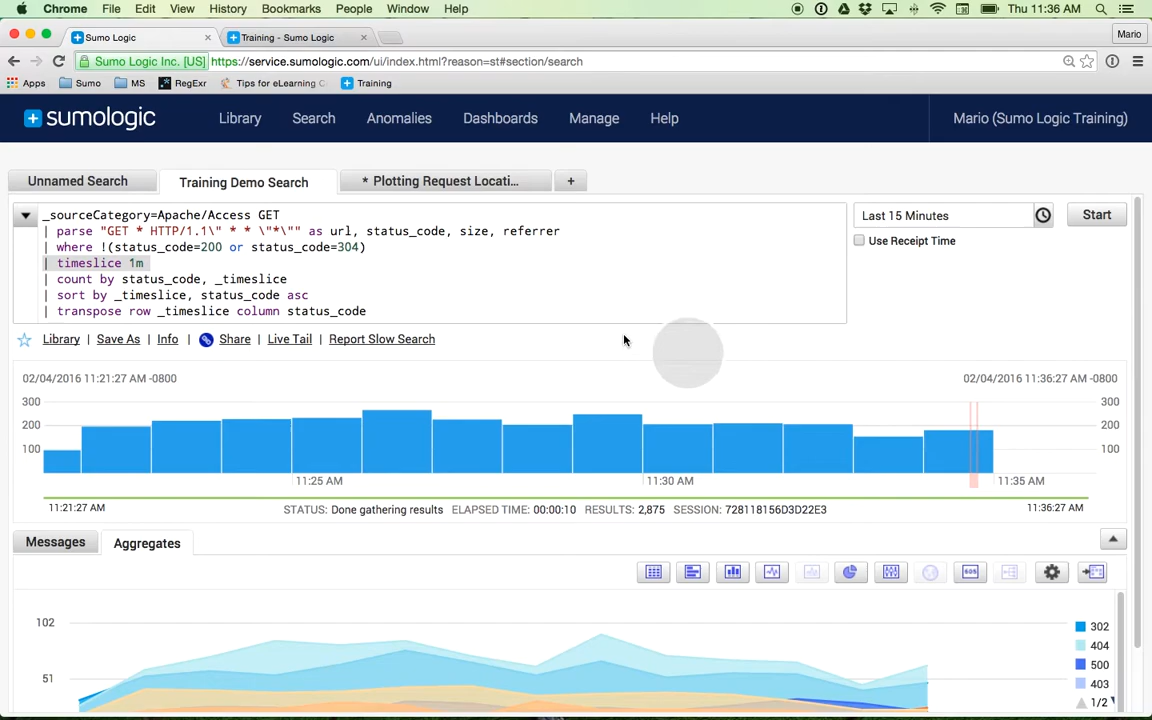 Chrome File Edit View History Bookmarks People Window Help Thu 11:36 AM
Sumo Logic Training - Sumo Logic Mario
Sumo Logic Inc. [US] https://service.sumologic.com/ui/index.html?reason=st#section/search
Apps Sumo MS RegExr Tips for eLearning C Training
sumologic Library Search Anomalies Dashboards Manage Help Mario (Sumo Logic Training)
Unnamed Search Training Demo Search * Plotting Request Locati... +
_sourceCategory=Apache/Access GET
| parse "GET * HTTP/1.1\" * * \"*\"" as url, status_code, size, referrer
| where !(status_code=200 or status_code=304)
| timeslice 1m
| count by status_code, _timeslice
| sort by _timeslice, status_code asc
| transpose row _timeslice column status_code
Last 15 Minutes Start
Use Receipt Time
Library | Save As | Info | Share | Live Tail | Report Slow Search
02/04/2016 11:21:27 AM -0800 02/04/2016 11:36:27 AM -0800
300 300
200 200
100 100
11:25 AM 11:30 AM 11:35 AM
11:21:27 AM STATUS: Done gathering results ELAPSED TIME: 00:00:10 RESULTS: 2,875 SESSION: 728118156D3D22E3 11:36:27 AM
Messages Aggregates
102
51
302
404
500
403
1/2